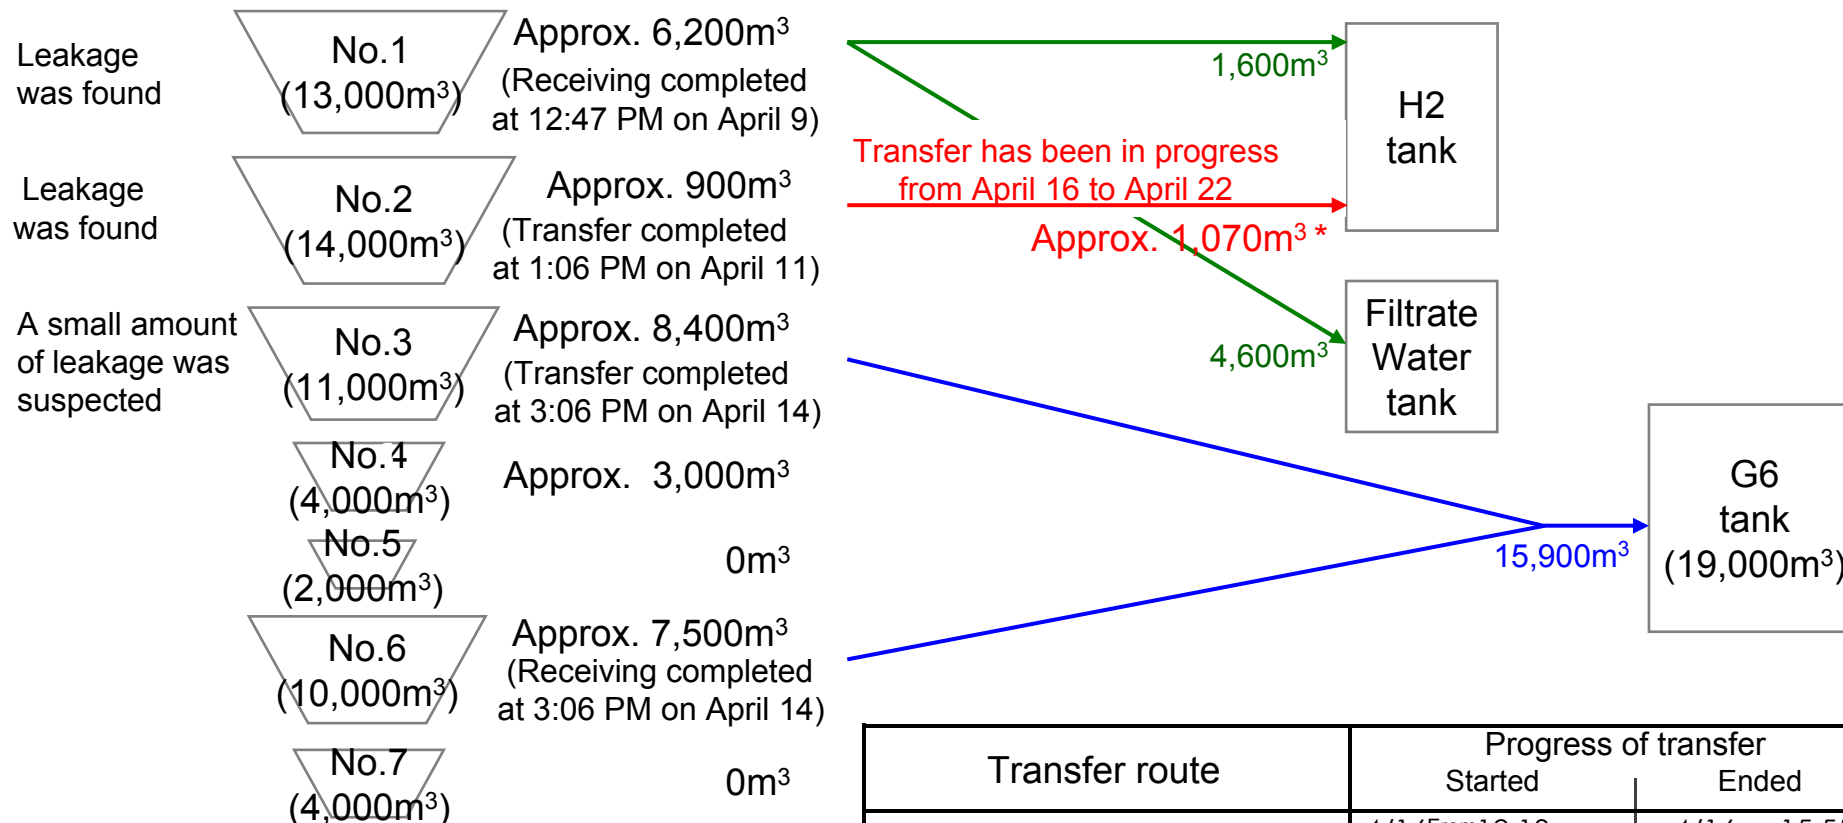 Leakage
was found
No.1
(13,000m³)
Approx. 6,200m³
(Receiving completed
at 12:47 PM on April 9)
1,600m³
H2
tank
Transfer has been in progress
from April 16 to April 22
Approx. 1,070m³ *
Leakage
was found
No.2
(14,000m³)
Approx. 900m³
(Transfer completed
at 1:06 PM on April 11)
A small amount
of leakage was
suspected
No.3
(11,000m³)
Approx. 8,400m³
(Transfer completed
at 3:06 PM on April 14)
4,600m³
Filtrate
Water
tank
No.4
(4,000m³)
Approx. 3,000m³
No.5
(2,000m³)
0m³
15,900m³
G6
tank
(19,000m³)
No.6
(10,000m³)
Approx. 7,500m³
(Receiving completed
at 3:06 PM on April 14)
No.7
(4,000m³)
0m³
Transfer route
Progress of transfer
Started
Ended